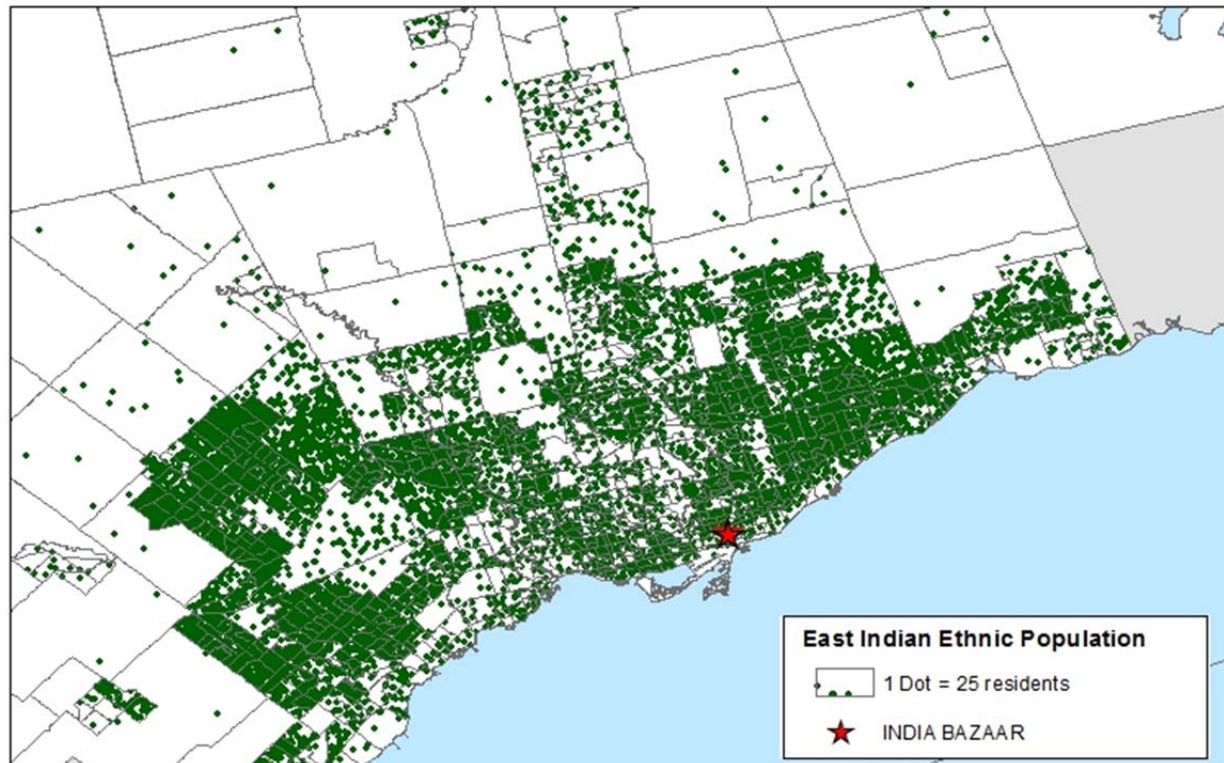 East Indian Ethnic Population
1 Dot = 25 residents
INDIA BAZAAR